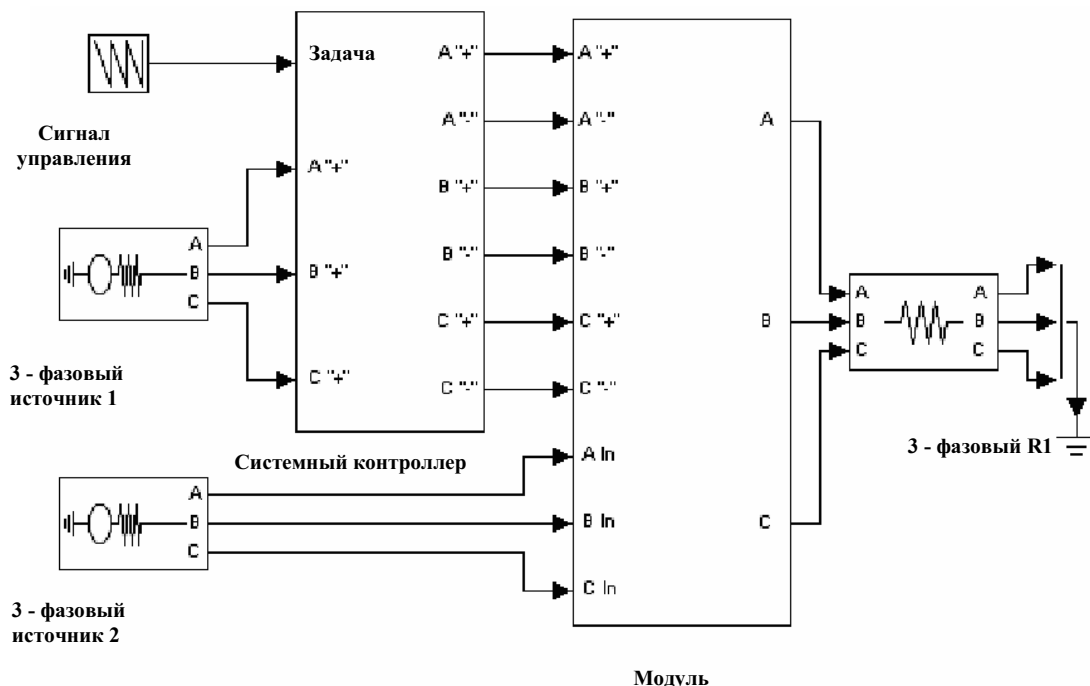 Задача
A "+"
A "-"
B "+"
B "-"
C "+"
C "-"
A "+"
B "+"
C "+"
Сигнал
управления
A
B
C
3 - фазовый
источник 1
Системный контроллер
A
B
C
3 - фазовый
источник 2
A "+"
A "-"
B "+"
B "-"
C "+"
C "-"
A In
B In
C In
A
B
C
Модуль
A
B
C
A
B
C
3 - фазовый R1